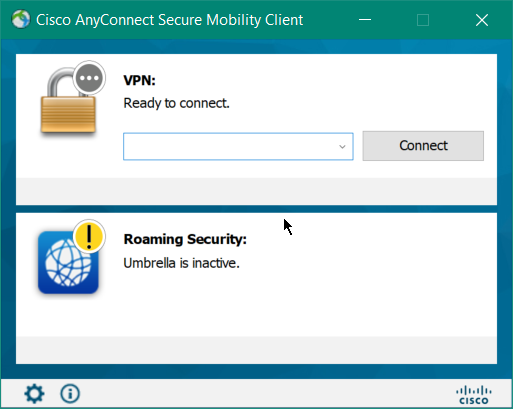 Cisco AnyConnect Secure Mobility Client
VPN:
Ready to connect.
Connect
Roaming Security:
Umbrella is inactive.
CISCO